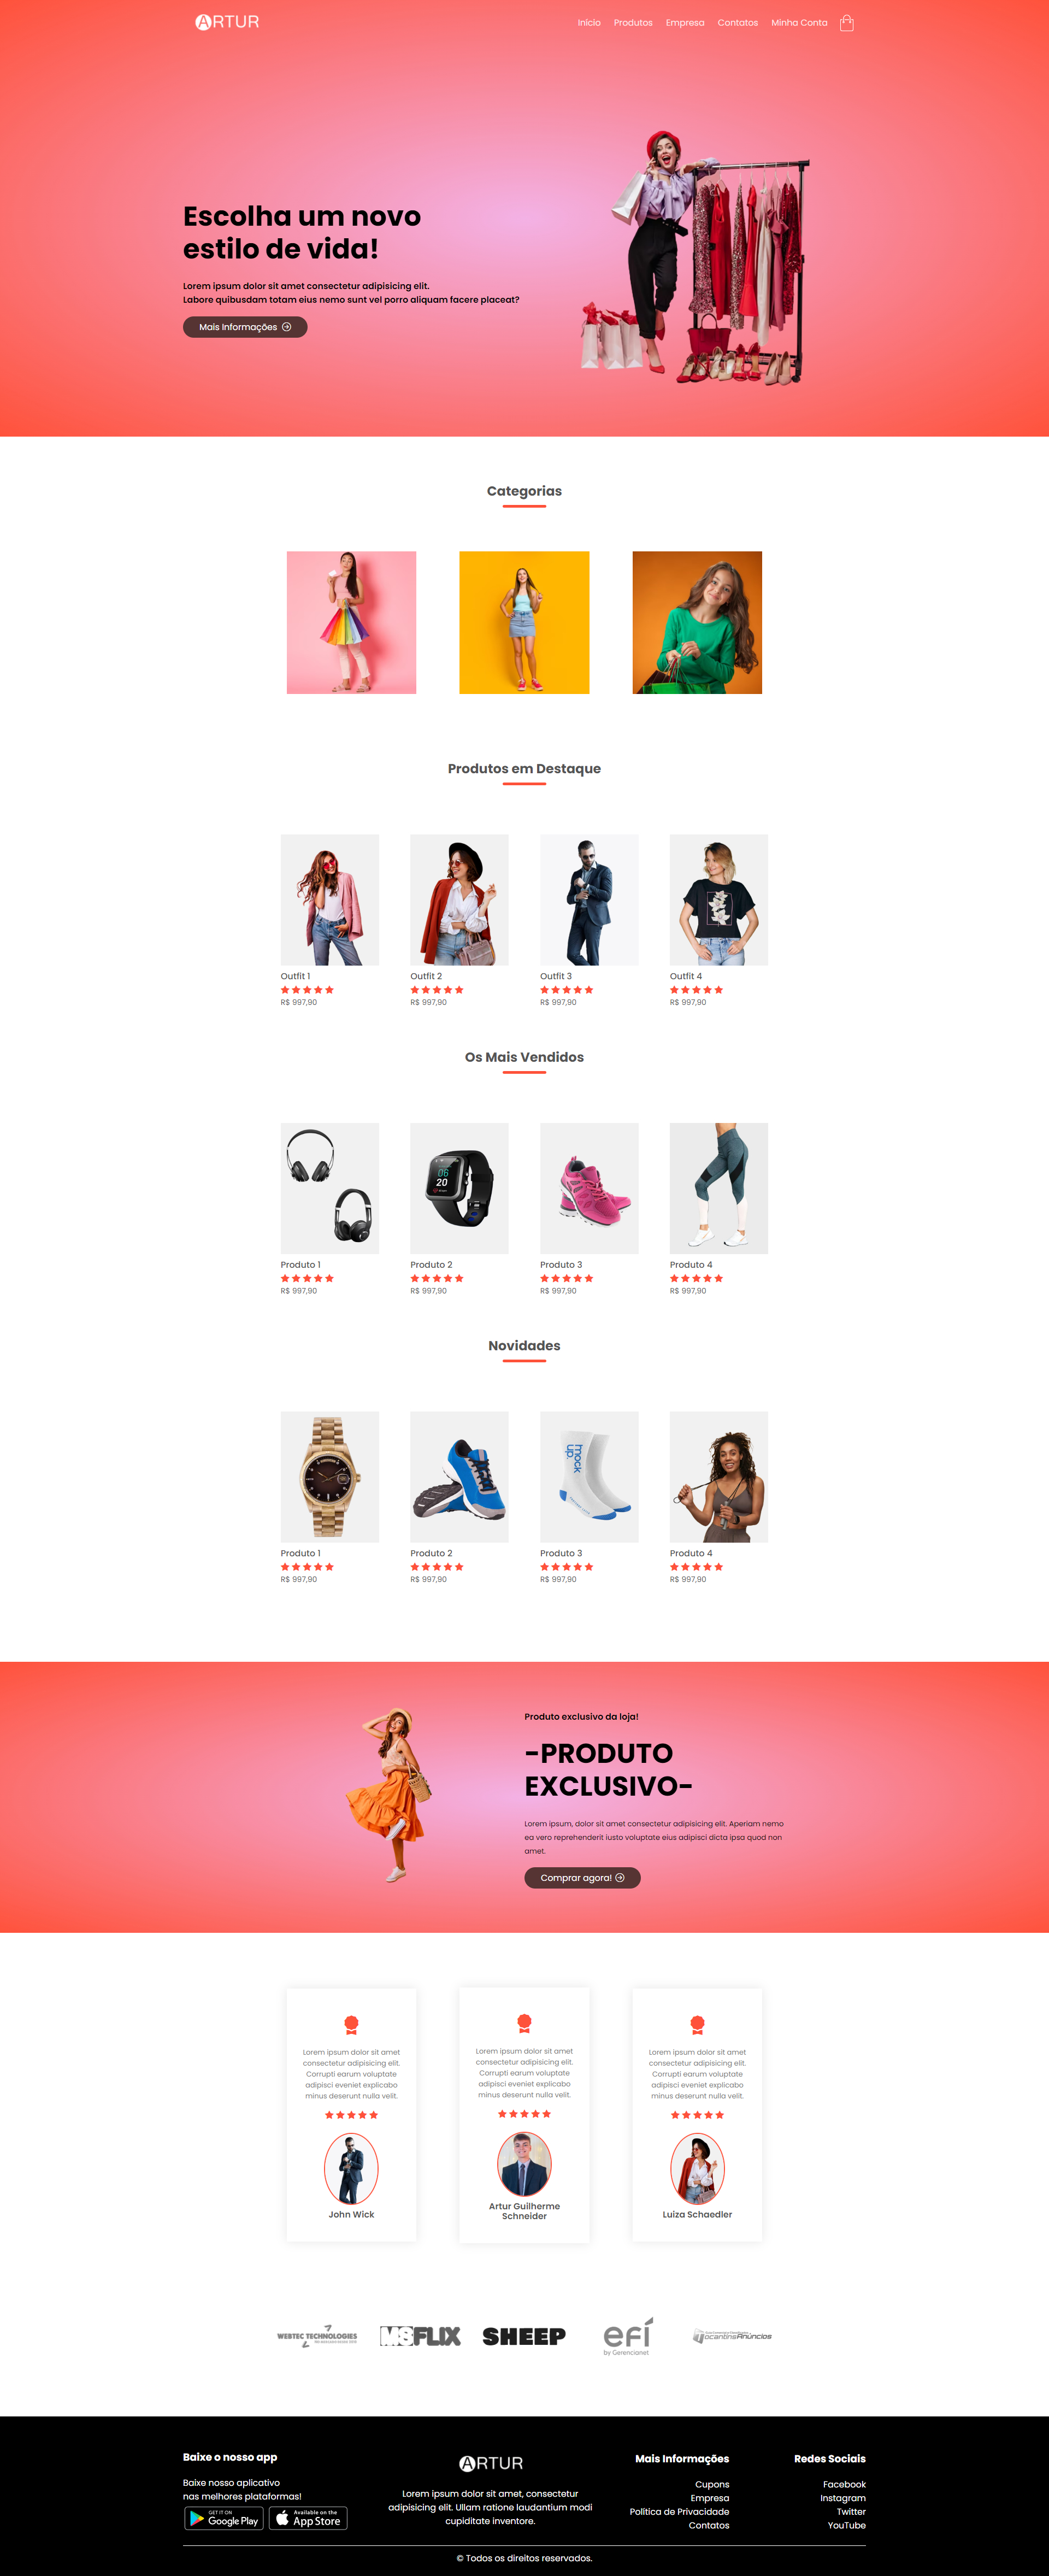 ARTUR
Início Produtos Empresa Contatos Minha Conta
Escolha um novo
estilo de vida!
Lorem ipsum dolor sit amet consectetur adipisicing elit.
Labore quibusdam totam eius nemo sunt vel porro aliquam facere placeat?
Mais Informações
Categorias
Produtos em Destaque
Outfit 1
R$ 997,90
Outfit 2
R$ 997,90
Outfit 3
R$ 997,90
Outfit 4
R$ 997,90
Os Mais Vendidos
06
20
Produto 1
R$ 997,90
Produto 2
R$ 997,90
Produto 3
R$ 997,90
Produto 4
R$ 997,90
Novidades
mock
up.
Produto 1
R$ 997,90
Produto 2
R$ 997,90
Produto 3
R$ 997,90
Produto 4
R$ 997,90
Produto exclusivo da loja!
-PRODUTO
EXCLUSIVO-
Lorem ipsum, dolor sit amet consectetur adipisicing elit. Aperiam nemo
ea vero reprehenderit iusto voluptate eius adipisci dicta ipsa quod non
amet.
Comprar agora!
Lorem ipsum dolor sit amet
consectetur adipisicing elit.
Corrupti earum voluptate
adipisci eveniet explicabo
minus deserunt nulla velit.
John Wick
Lorem ipsum dolor sit amet
consectetur adipisicing elit.
Corrupti earum voluptate
adipisci eveniet explicabo
minus deserunt nulla velit.
Artur Guilherme
Schneider
Lorem ipsum dolor sit amet
consectetur adipisicing elit.
Corrupti earum voluptate
adipisci eveniet explicabo
minus deserunt nulla velit.
Luiza Schaedler
WEBTEC TECHNOLOGIES
MSFLIX
SHEEP
efí
by Gerencianet
TocantinsAnúncios
Baixe o nosso app
Baixe nosso aplicativo
nas melhores plataformas!
GET IT ON
Google Play
Available on the
App Store
ARTUR
Lorem ipsum dolor sit amet, consectetur
adipisicing elit. Ullam ratione laudantium modi
cupiditate inventore.
Mais Informações
Cupons
Empresa
Política de Privacidade
Contatos
Redes Sociais
Facebook
Instagram
Twitter
YouTube
© Todos os direitos reservados.